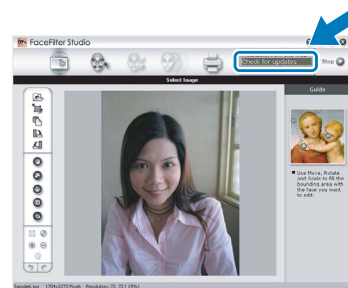 FaceFilter Studio
Check for updates
Step
Select Image
Guide
Use Move, Rotate
and Scale to fill the
bounding area with
the face you want
to edit.